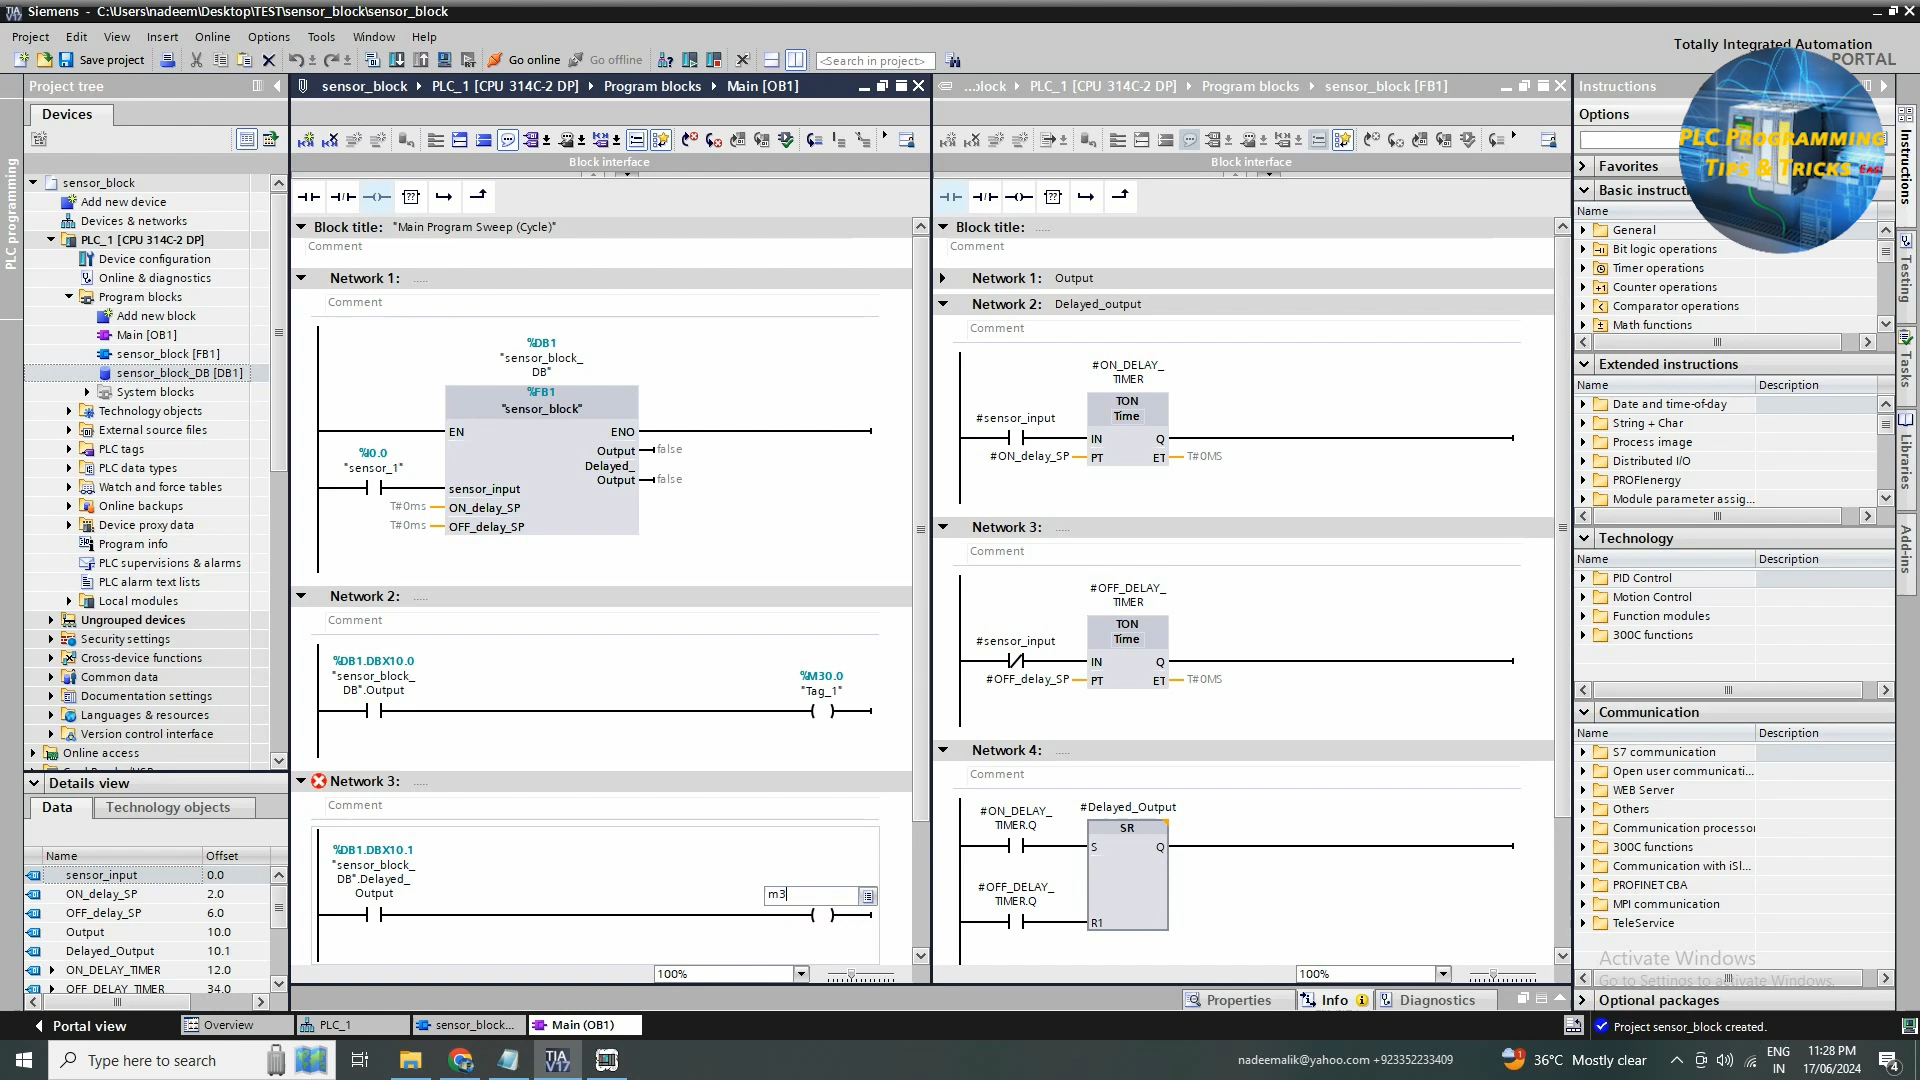 Siemens - C:\Users\nadeem\Desktop\TEST\sensor_block\sensor_block
Project Edit View Insert Online Options Tools Window Help
Totally Integrated Automation
PORTAL
Save project
Go online
Go offline
<Search in project>
Project tree
sensor_block PLC_1 [CPU 314C-2 DP] Program blocks Main [OB1]
...block PLC_1 [CPU 314C-2 DP] Program blocks sensor_block [FB1]
Instructions
Devices
Options
PLC PROGRAMMING
TIPS & TRICKS EASY
Block interface
Block interface
PLC programming
sensor_block
Add new device
Devices & networks
PLC_1 [CPU 314C-2 DP]
Device configuration
Online & diagnostics
Program blocks
Add new block
Main [OB1]
sensor_block [FB1]
sensor_block_DB [DB1]
System blocks
Technology objects
External source files
PLC tags
PLC data types
Watch and force tables
Online backups
Device proxy data
Program info
PLC supervisions & alarms
PLC alarm text lists
Local modules
Ungrouped devices
Security settings
Cross-device functions
Common data
Documentation settings
Languages & resources
Version control interface
Online access
Details view
Data Technology objects
Name Offset
sensor_input 0.0
ON_delay_SP 2.0
OFF_delay_SP 6.0
Output 10.0
Delayed_Output 10.1
ON_DELAY_TIMER 12.0
OFF_DELAY_TIMER 34.0
Block title: "Main Program Sweep (Cycle)"
Comment
Network 1: .....
Comment
%DB1
"sensor_block_
DB"
%FB1
"sensor_block"
EN ENO
Output false
Delayed_
Output false
%I0.0
"sensor_1"
sensor_input
T#0ms ON_delay_SP
T#0ms OFF_delay_SP
Network 2: .....
Comment
%DB1.DBX10.0
"sensor_block_
DB".Output
%M30.0
"Tag_1"
Network 3: .....
Comment
%DB1.DBX10.1
"sensor_block_
DB".Delayed_
Output
m3
100%
Block title: .....
Comment
Network 1: Output
Network 2: Delayed_output
Comment
#ON_DELAY_
TIMER
TON
Time
#sensor_input
IN Q
#ON_delay_SP PT ET T#0MS
Network 3: .....
Comment
#OFF_DELAY_
TIMER
TON
Time
#sensor_input
IN Q
#OFF_delay_SP PT ET T#0MS
Network 4: .....
Comment
#ON_DELAY_
TIMER.Q
#Delayed_Output
SR
S Q
#OFF_DELAY_
TIMER.Q
R1
100%
Favorites
Basic instructi
Name
General
Bit logic operations
Timer operations
Counter operations
Comparator operations
Math functions
Extended instructions
Name Description
Date and time-of-day
String + Char
Process image
Distributed I/O
PROFIenergy
Module parameter assig...
Technology
Name Description
PID Control
Motion Control
Function modules
300C functions
Communication
Name Description
S7 communication
Open user communicati...
WEB Server
Others
Communication processor
300C functions
Communication with iSl...
PROFINET CBA
MPI communication
TeleService
Optional packages
Activate Windows
Go to Settings to activate Windows.
Instructions
Testing
Tasks
Libraries
Add-ins
Properties Info Diagnostics
Portal view
Overview
PLC_1
sensor_block...
Main (OB1)
Project sensor_block created.
Type here to search
nadeemalik@yahoo.com +923352233409
36°C Mostly clear
ENG
IN
11:28 PM
17/06/2024
4